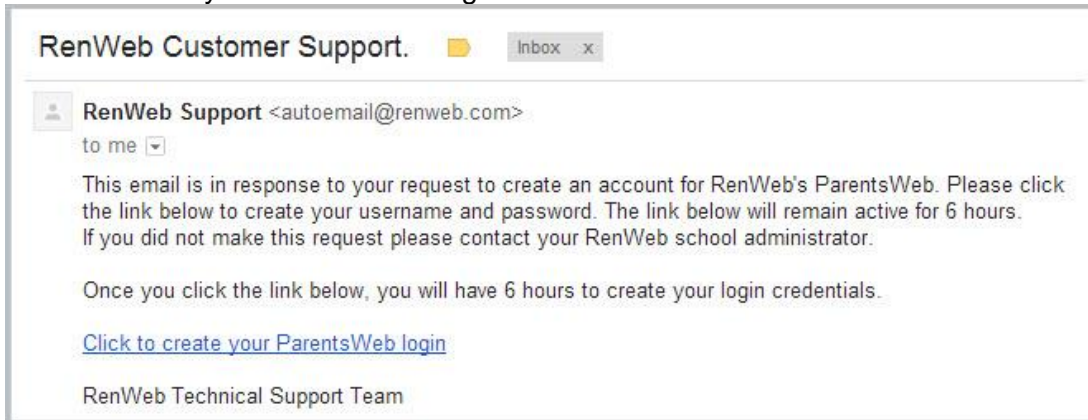 RenWeb Customer Support. Inbox x
RenWeb Support <autoemail@renweb.com>
to me
This email is in response to your request to create an account for RenWeb's ParentsWeb. Please click
the link below to create your username and password. The link below will remain active for 6 hours.
If you did not make this request please contact your RenWeb school administrator.
Once you click the link below, you will have 6 hours to create your login credentials.
Click to create your ParentsWeb login
RenWeb Technical Support Team